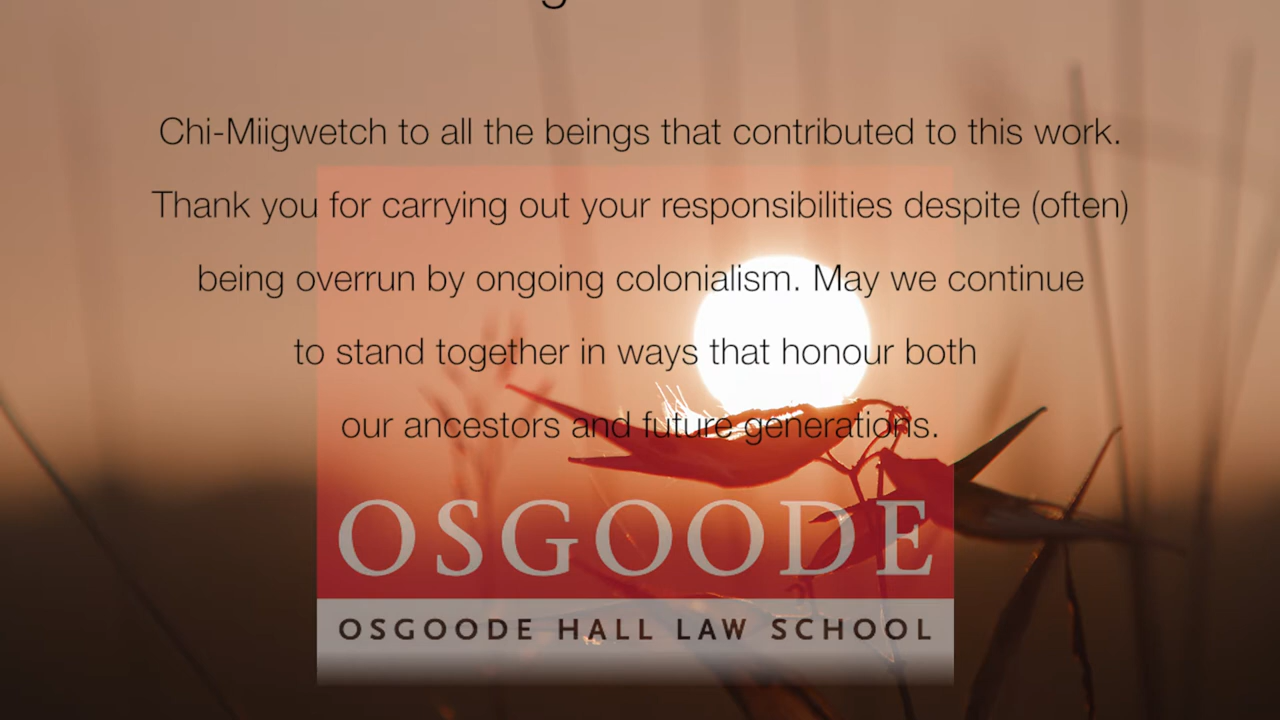 Chi-Miigwetch to all the beings that contributed to this work.
Thank you for carrying out your responsibilities despite (often)
being overrun by ongoing colonialism. May we continue
to stand together in ways that honour both
our ancestors and future generations.
OSGOODE
OSGOODE HALL LAW SCHOOL